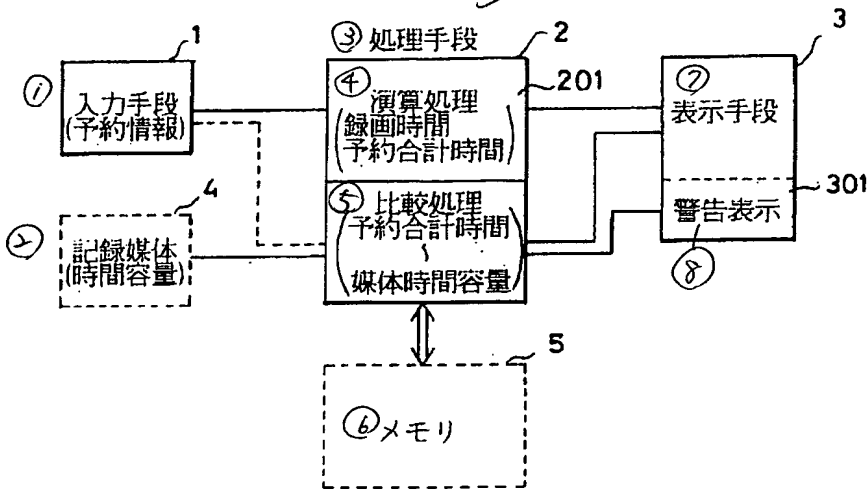 ③ 処理手段
2
3
1
①
入力手段
(予約情報)
④
201
演算処理
(録画時間
予約合計時間)
⑦
表示手段
301
4
②
記録媒体
(時間容量)
⑤
比較処理
(予約合計時間
~
媒体時間容量)
警告表示
⑧
5
⑥メモリ